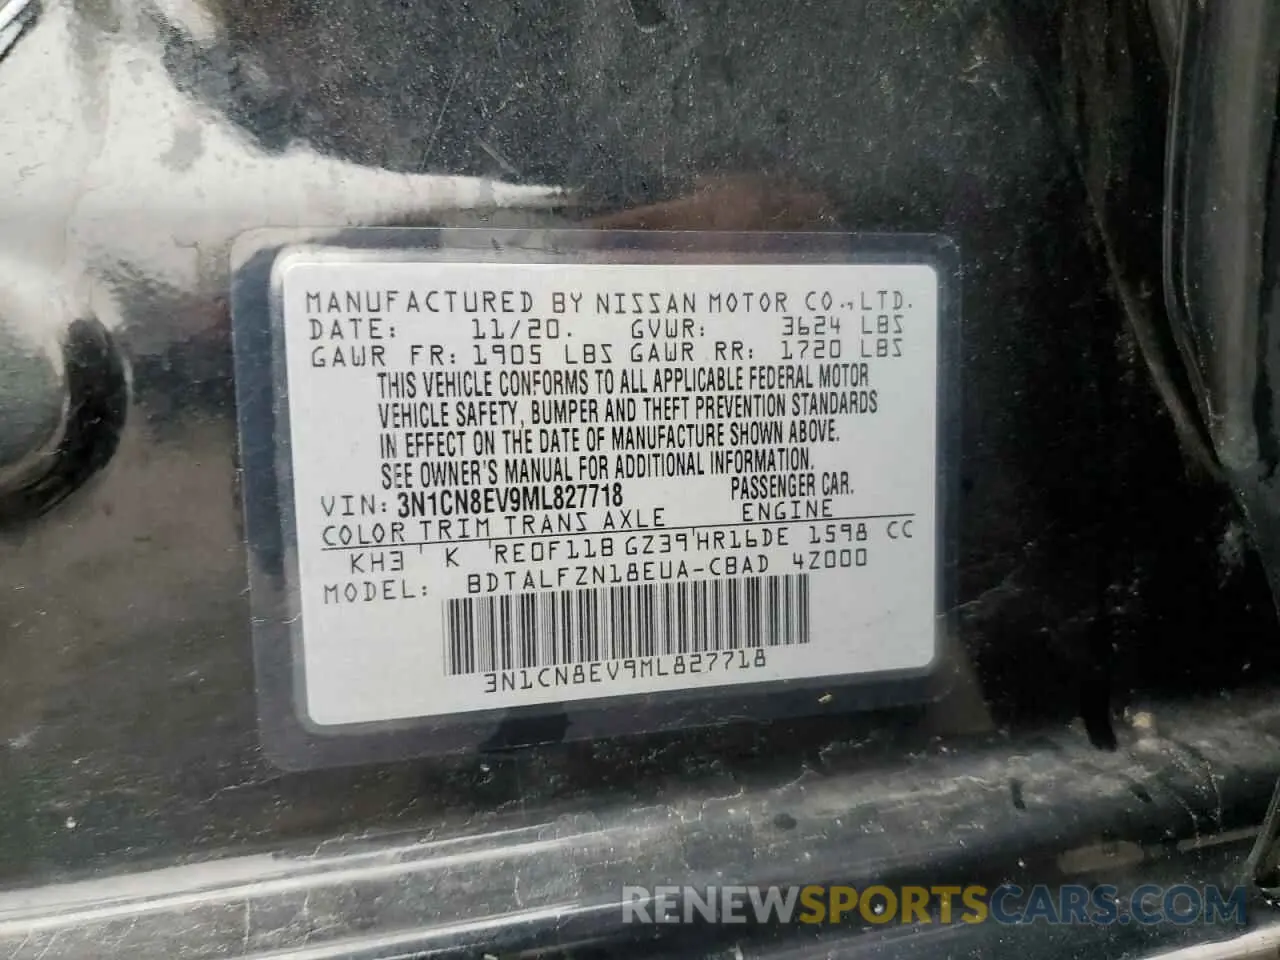 MANUFACTURED BY NISSAN MOTOR CO.,LTD.
DATE: 11/20. GVWR: 3624 LBS
GAWR FR: 1905 LBS GAWR RR: 1720 LBS
THIS VEHICLE CONFORMS TO ALL APPLICABLE FEDERAL MOTOR
VEHICLE SAFETY, BUMPER AND THEFT PREVENTION STANDARDS
IN EFFECT ON THE DATE OF MANUFACTURE SHOWN ABOVE.
SEE OWNER'S MANUAL FOR ADDITIONAL INFORMATION.
VIN: 3N1CN8EV9ML827718 PASSENGER CAR.
COLOR TRIM TRANS AXLE ENGINE
KH3 ' K 'RE0F11B GZ39'HR16DE 1598 CC
MODEL: BDTALFZN18EUA-CBAD 4Z000
3N1CN8EV9ML827718
RENEWSPORTSCARS.COM